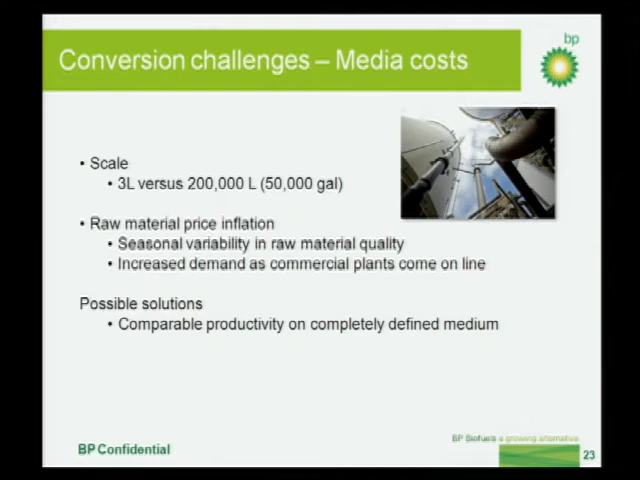 bp
Conversion challenges – Media costs
• Scale
• 3L versus 200,000 L (50,000 gal)
• Raw material price inflation
• Seasonal variability in raw material quality
• Increased demand as commercial plants come on line
Possible solutions
• Comparable productivity on completely defined medium
BP Biofuels a growing alternative
BP Confidential
23